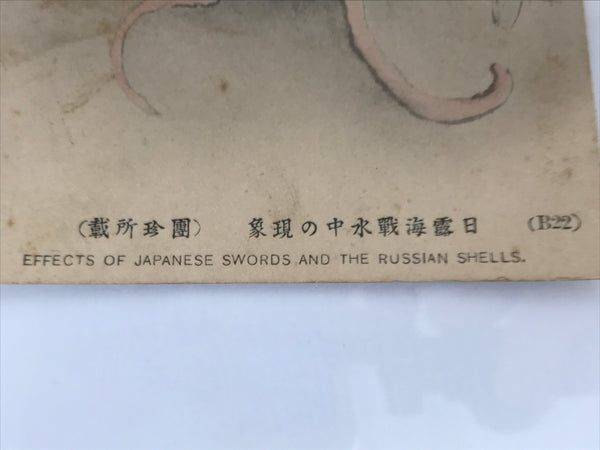 (B22) 日露海戰水中の現象 （團珍所載）
EFFECTS OF JAPANESE SWORDS AND THE RUSSIAN SHELLS.